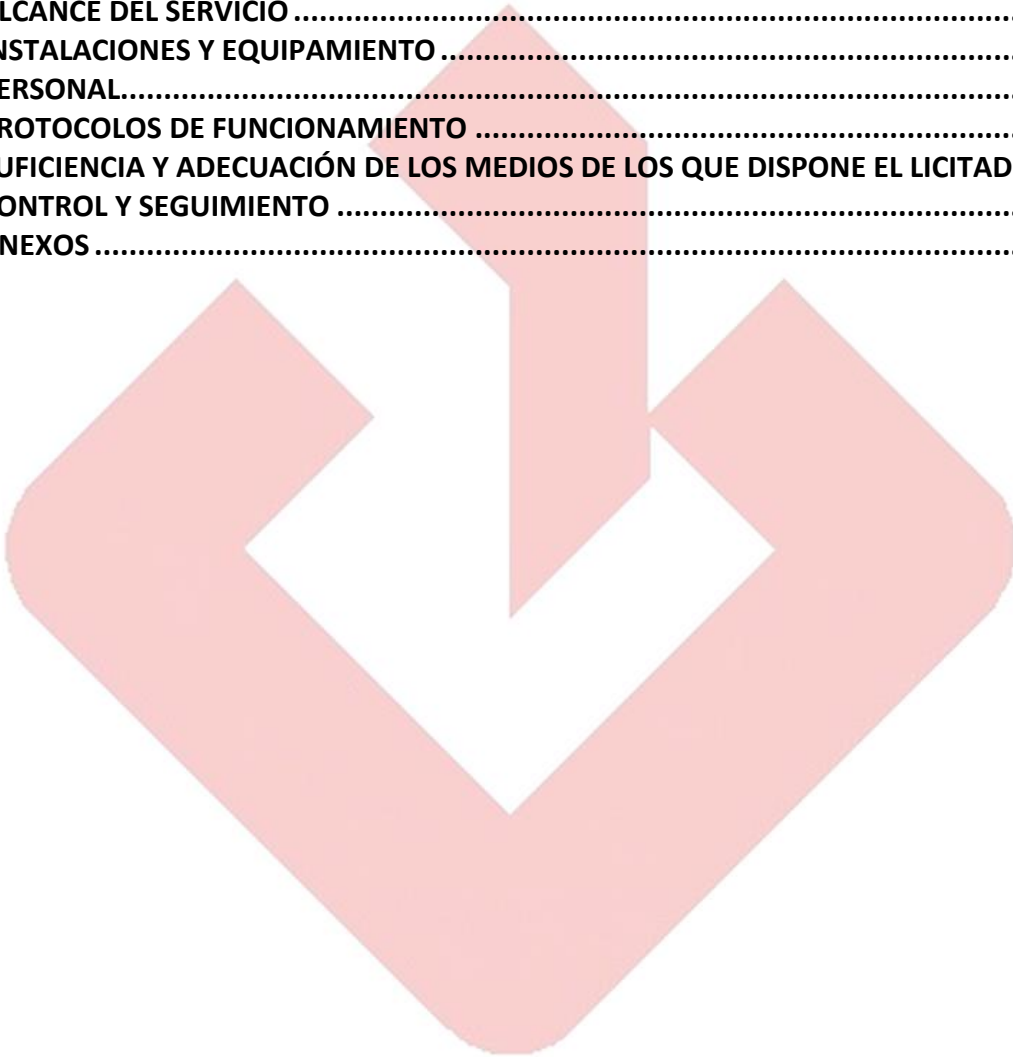 LCANCE DEL SERVICIO ........................................................................................
NSTALACIONES Y EQUIPAMIENTO ........................................................................
ERSONAL........................................................................................................
ROTOCOLOS DE FUNCIONAMIENTO ....................................................................
UFICIENCIA Y ADECUACIÓN DE LOS MEDIOS DE LOS QUE DISPONE EL LICITAD
ONTROL Y SEGUIMIENTO ...................................................................................
NEXOS ............................................................................................................